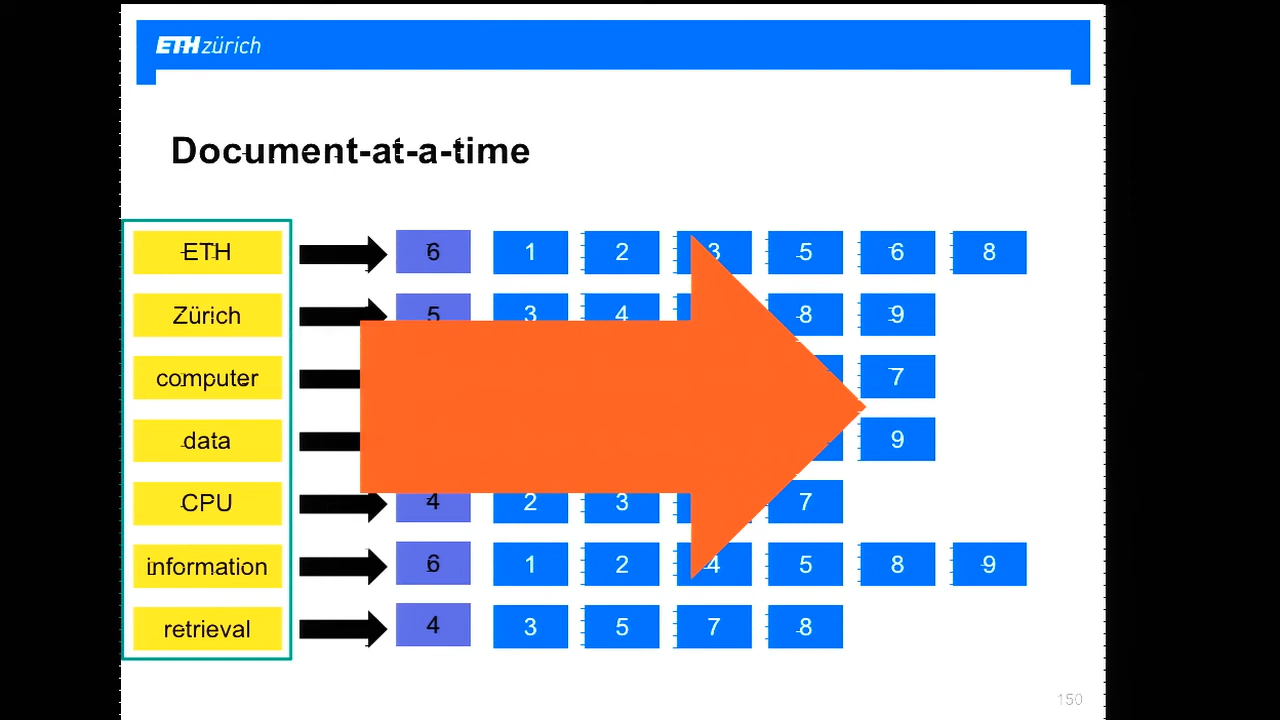 ETH zürich
Document-at-a-time
ETH 6 1 2 3 5 6 8
Zürich 5 3 4 8 9
computer 7
data 9
CPU 4 2 3 7
information 6 1 2 4 5 8 9
retrieval 4 3 5 7 8
150